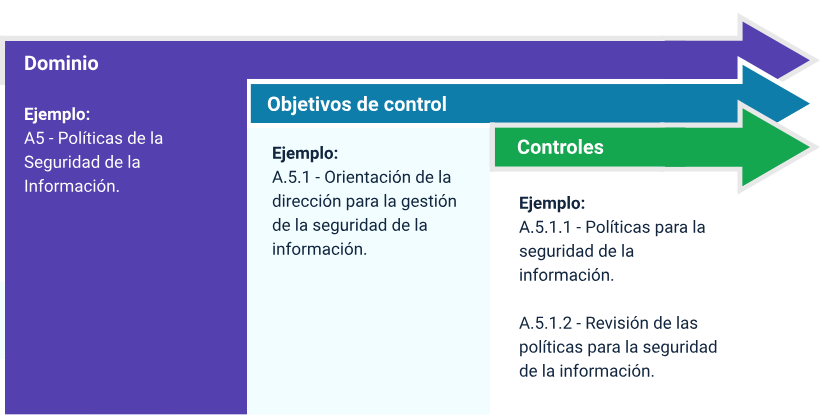 Dominio
Ejemplo:
A5 - Políticas de la
Seguridad de la
Información.
Objetivos de control
Ejemplo:
A.5.1 - Orientación de la
dirección para la gestión
de la seguridad de la
información.
Controles
Ejemplo:
A.5.1.1 - Políticas para la
seguridad de la
información.
A.5.1.2 - Revisión de las
políticas para la seguridad
de la información.